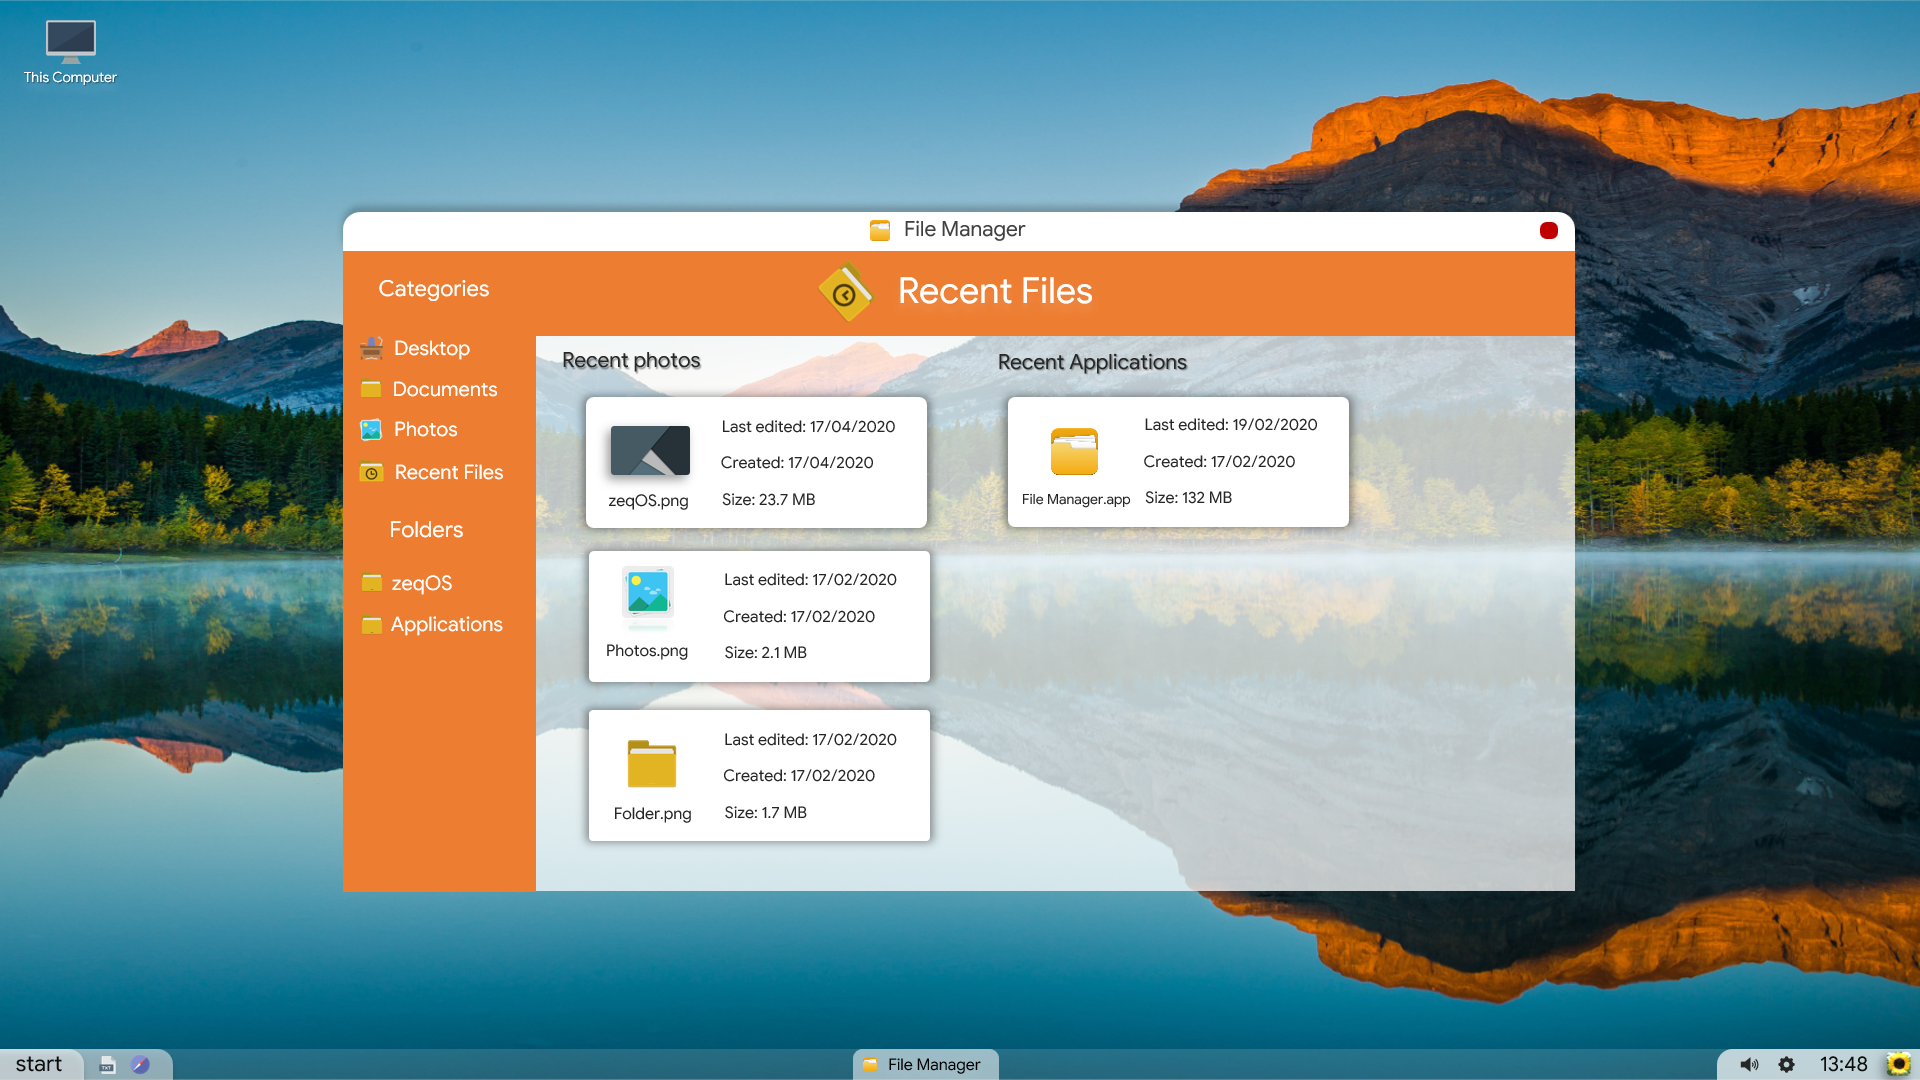 This Computer
File Manager
Categories
Recent Files
Desktop
Documents
Photos
Recent Files
Folders
zeqOS
Applications
Recent photos
Last edited: 17/04/2020
Created: 17/04/2020
zeqOS.png
Size: 23.7 MB
Last edited: 17/02/2020
Created: 17/02/2020
Photos.png
Size: 2.1 MB
Last edited: 17/02/2020
Created: 17/02/2020
Folder.png
Size: 1.7 MB
Recent Applications
Last edited: 19/02/2020
Created: 17/02/2020
File Manager.app
Size: 132 MB
start
TXT
File Manager
13:48